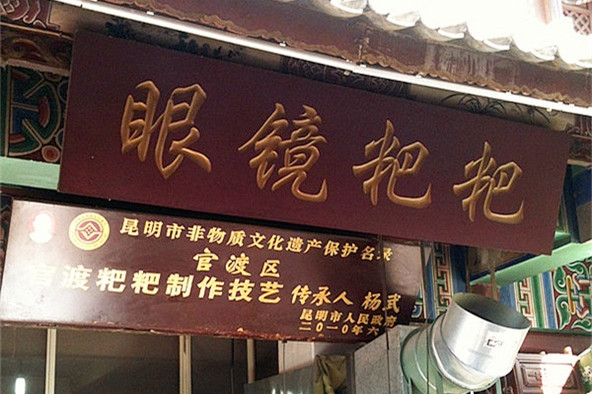 眼镜粑粑
昆明市非物质文化遗产保护名录
官渡区
官渡粑粑制作技艺 传承人 杨武
昆明市人民政府
二〇一〇年六